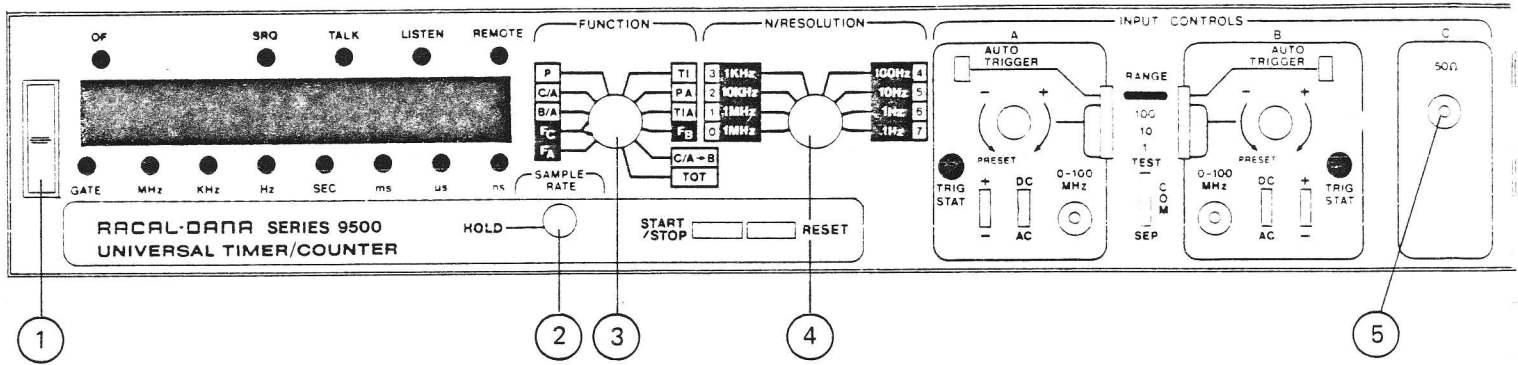 FUNCTION
N/RESOLUTION
INPUT CONTROLS
OF SRQ TALK LISTEN REMOTE
P
C/A
B/A
FC
FA
TI
PA
TIA
FB
C/A→B
TOT
3 1KHz
2 10KHz
1 1MHz
0 1MHz
100Hz 4
10Hz 5
1Hz 6
1Hz 7
A
AUTO
TRIGGER
- +
PRESET
TRIG
STAT
+
-
DC
AC
0-100
MHz
RANGE
100
10
1
TEST
COM
SEP
B
AUTO
TRIGGER
- +
PRESET
0-100
MHz
DC
AC
+
-
TRIG
STAT
C
50Ω
GATE MHz KHz Hz SEC ms us ns
SAMPLE
RATE
RACAL-DANA SERIES 9500
UNIVERSAL TIMER/COUNTER
HOLD
START
/STOP
RESET
1
2
3
4
5